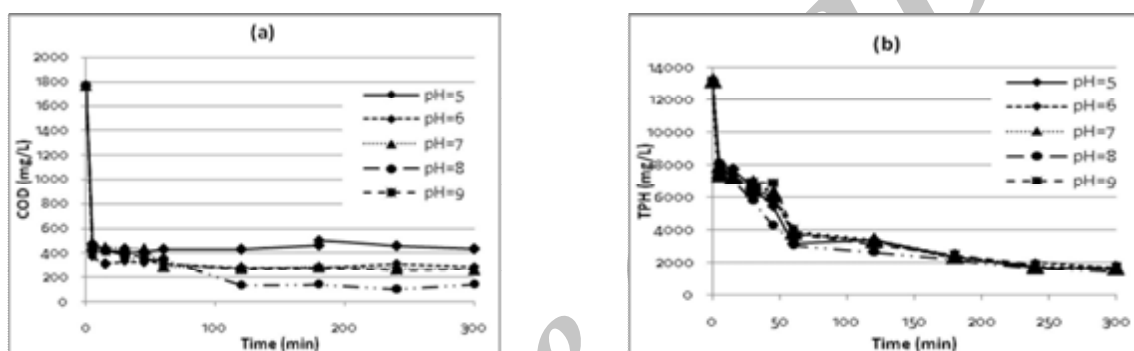 (a)
2000
1800
1600
1400
1200
1000
800
600
400
200
0
COD (mg/L)
0
100
200
300
Time (min)
pH=5
pH=6
pH=7
pH=8
pH=9
(b)
14000
12000
10000
8000
6000
4000
2000
0
TPH (mg/L)
0
50
100
150
200
250
300
Time (min)
pH=5
pH=6
pH=7
pH=8
pH=9